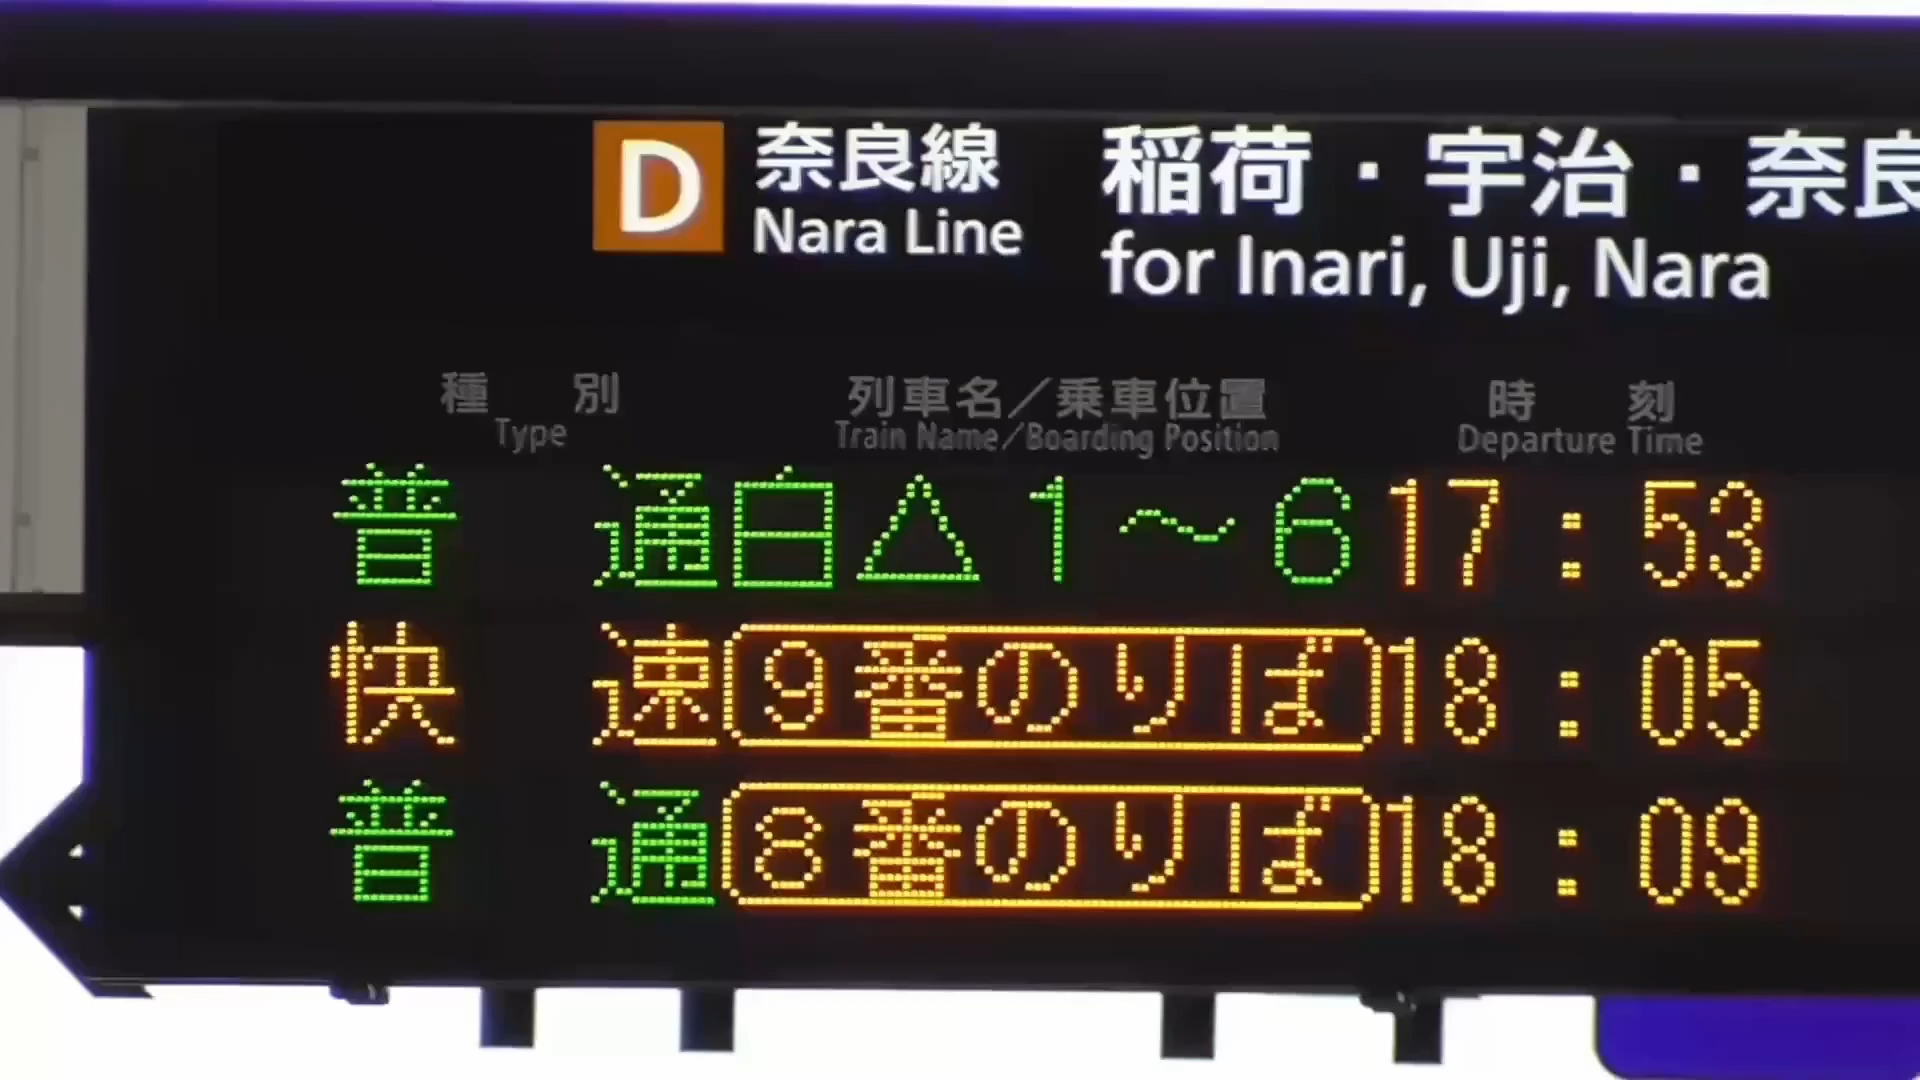 D 奈良線 稲荷・宇治・奈良
Nara Line for Inari, Uji, Nara
種別 列車名／乗車位置 時刻
Type Train Name／Boarding Position Departure Time
普通 白△1～6 17:53
快速 9番のりば 18:05
普通 8番のりば 18:09